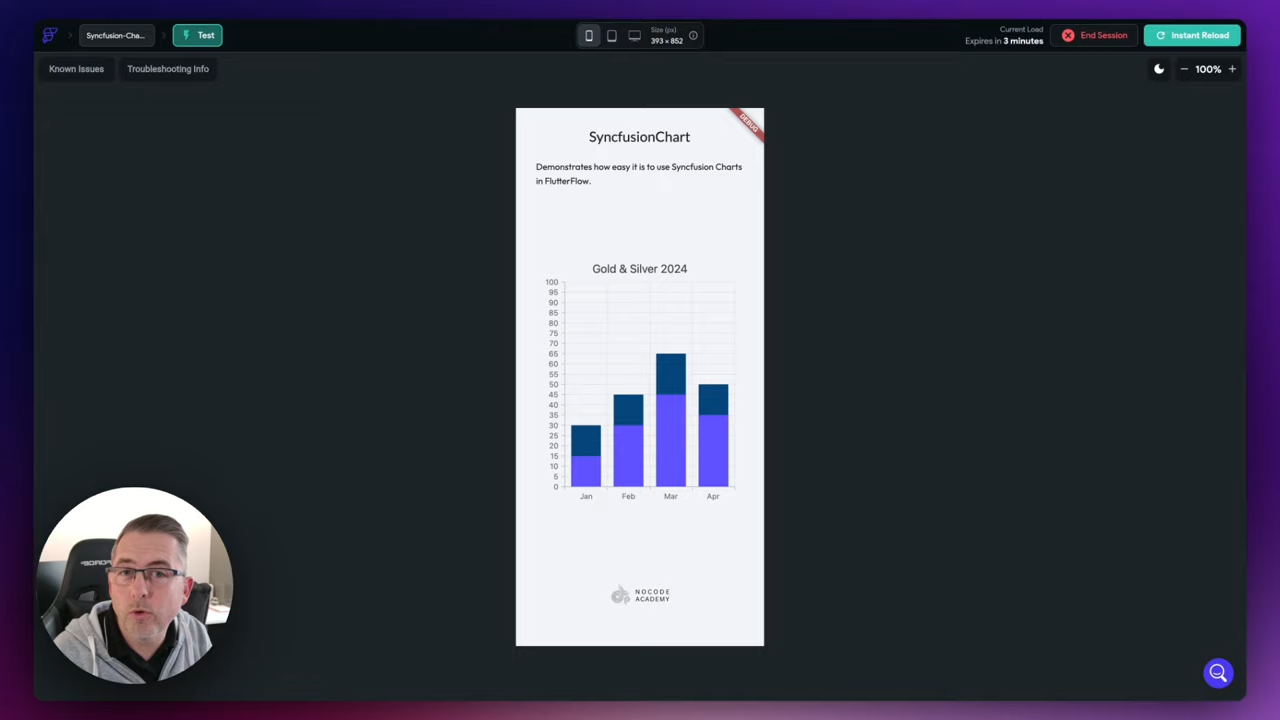 Syncfusion-Cha...
Test
Size (px)
393 × 852
Current Load
Expires in 3 minutes
End Session
Instant Reload
Known Issues
Troubleshooting Info
100%
DEBUG
SyncfusionChart
Demonstrates how easy it is to use Syncfusion Charts
in FlutterFlow.
Gold & Silver 2024
100
95
90
85
80
75
70
65
60
55
50
45
40
35
30
25
20
15
10
5
0
Jan Feb Mar Apr
NOCODE
ACADEMY